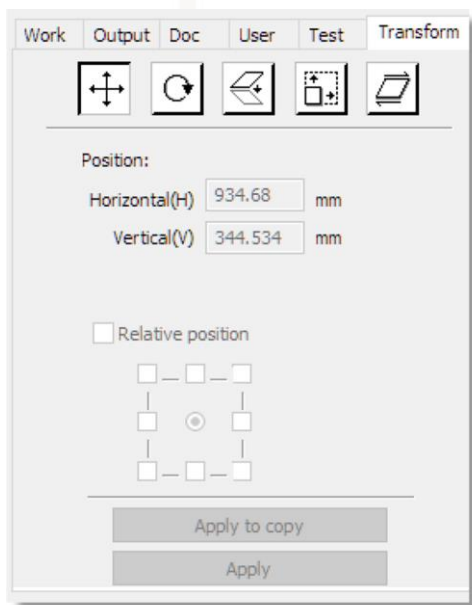 Work Output Doc User Test Transform
Position:
Horizontal(H) 934.68 mm
Vertical(V) 344.534 mm
Relative position
Apply to copy
Apply